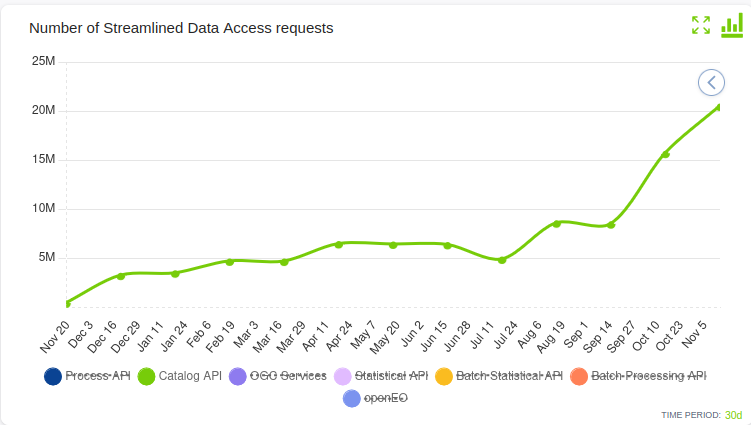 Number of Streamlined Data Access requests
25M
20M
15M
10M
5M
Nov 20 Dec 3 Dec 16 Dec 29 Jan 11 Jan 24 Feb 6 Feb 19 Mar 3 Mar 16 Mar 29 Apr 11 Apr 24 May 7 May 20 Jun 2 Jun 15 Jun 28 Jul 11 Jul 24 Aug 6 Aug 19 Sep 1 Sep 14 Sep 27 Oct 10 Oct 23 Nov 5
Process API Catalog API OGC Services Statistical API Batch Statistical API Batch Processing API
openEO
TIME PERIOD: 30d